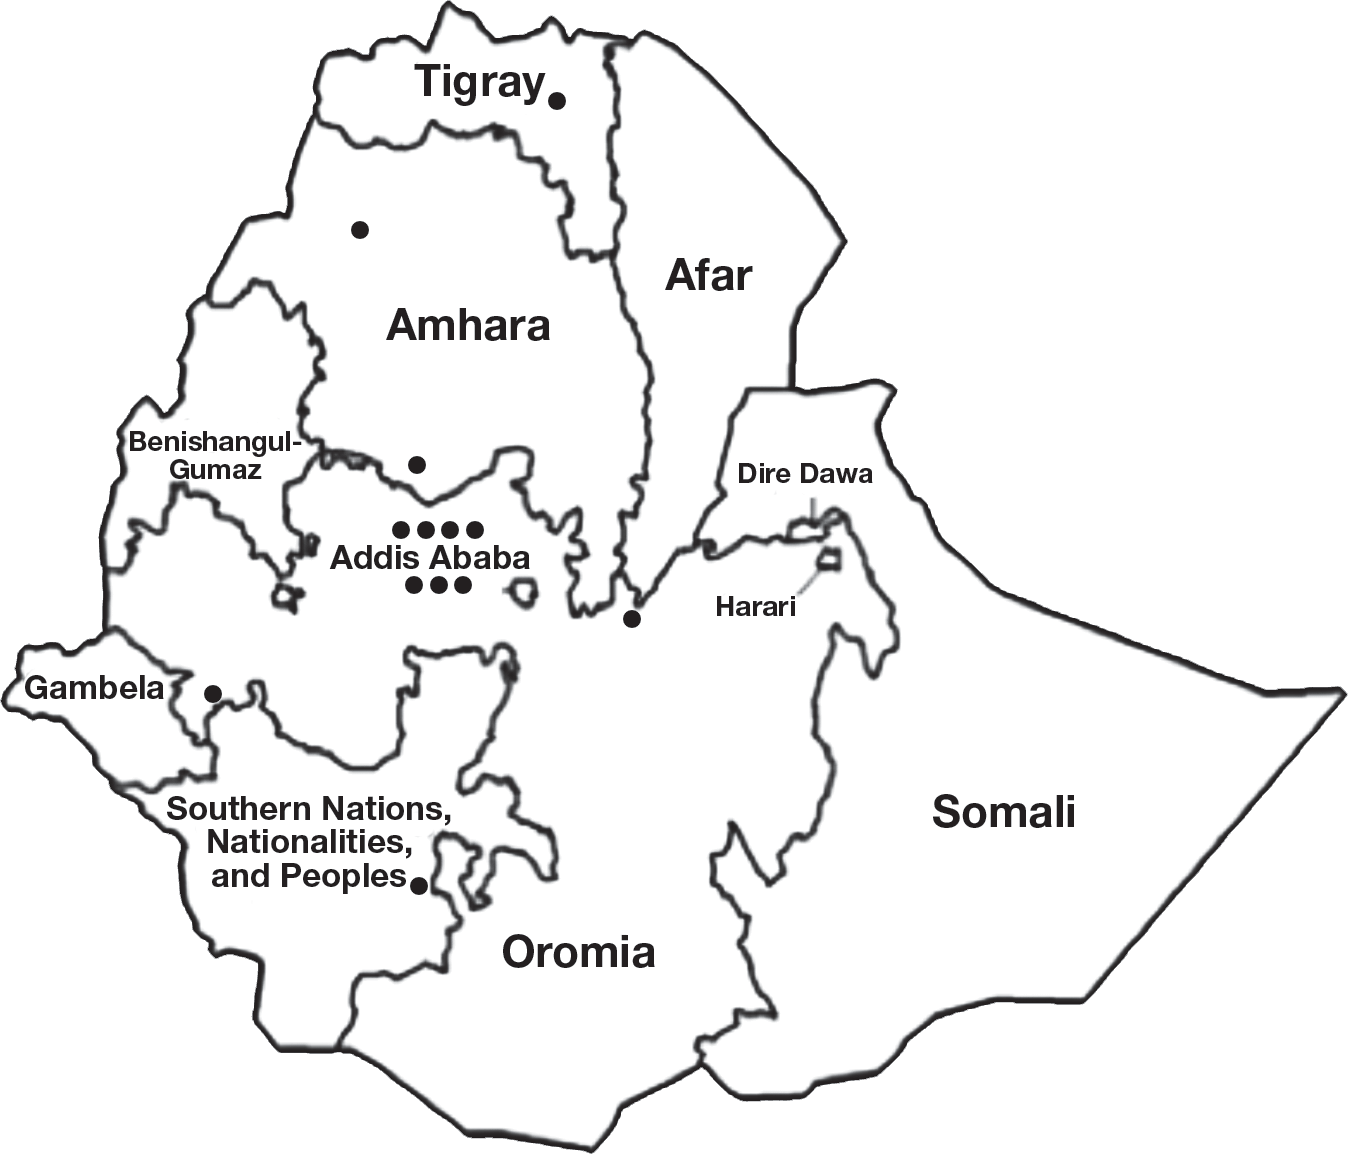 Tigray
Afar
Amhara
Benishangul-
Gumaz
Dire Dawa
Addis Ababa
Harari
Gambela
Southern Nations,
Nationalities,
and Peoples
Somali
Oromia